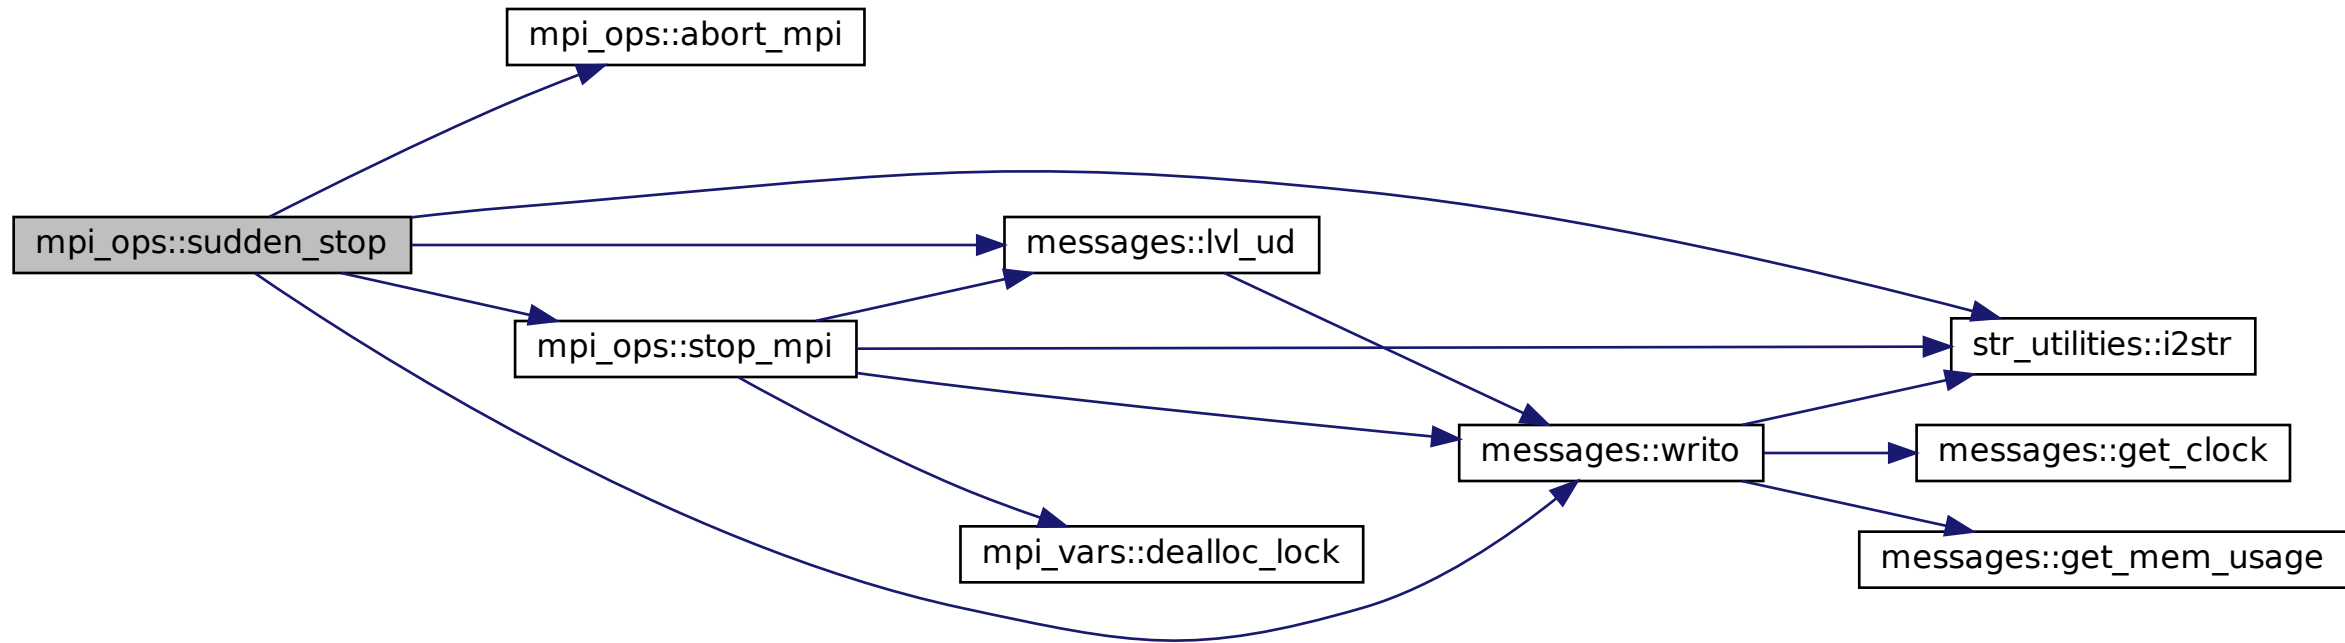 mpi_ops::abort_mpi
mpi_ops::sudden_stop
messages::lvl_ud
mpi_ops::stop_mpi
str_utilities::i2str
messages::writo
messages::get_clock
mpi_vars::dealloc_lock
messages::get_mem_usage